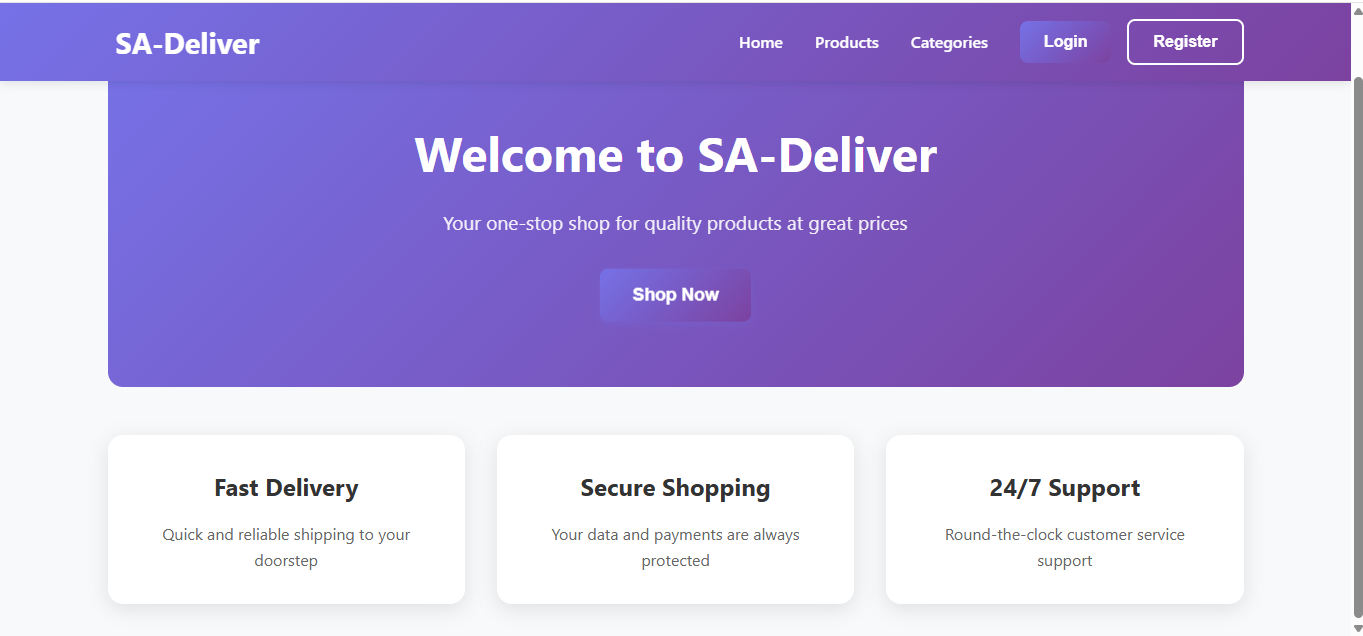 SA-Deliver
Home
Products
Categories
Login
Register
Welcome to SA-Deliver
Your one-stop shop for quality products at great prices
Shop Now
Fast Delivery
Quick and reliable shipping to your
doorstep
Secure Shopping
Your data and payments are always
protected
24/7 Support
Round-the-clock customer service
support